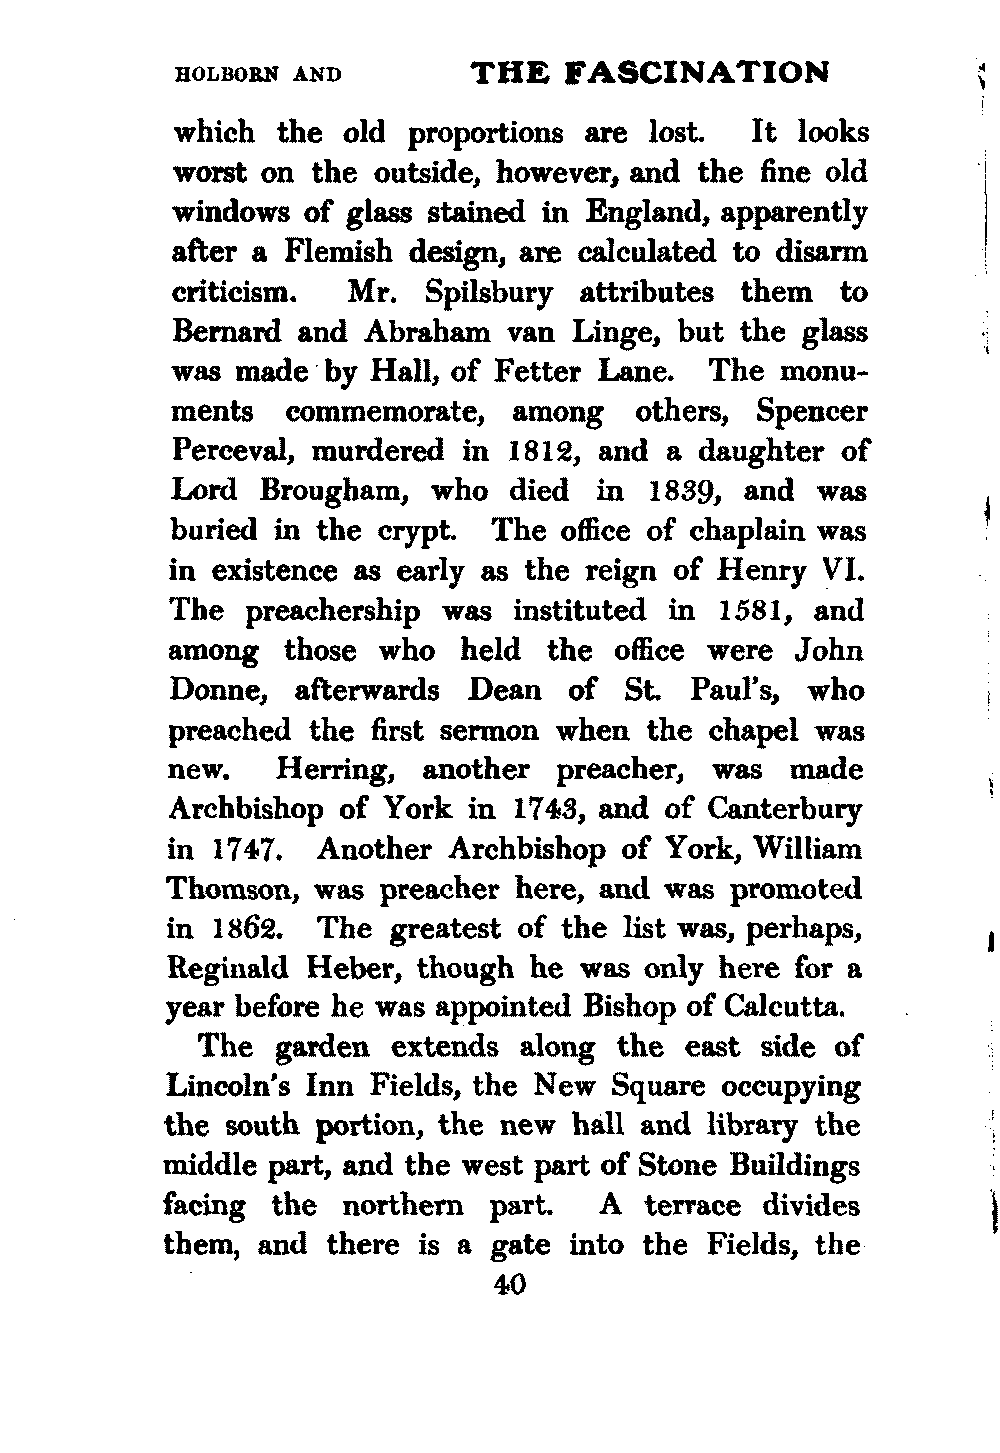 HOLBORN AND THE FASCINATION
which the old proportions are lost. It looks
worst on the outside, however, and the fine old
windows of glass stained in England, apparently
after a Flemish design, are calculated to disarm
criticism. Mr. Spilsbury attributes them to
Bernard and Abraham van Linge, but the glass
was made by Hall, of Fetter Lane. The monu-
ments commemorate, among others, Spencer
Perceval, murdered in 1812, and a daughter of
Lord Brougham, who died in 1839, and was
buried in the crypt. The office of chaplain was
in existence as early as the reign of Henry VI.
The preachership was instituted in 1581, and
among those who held the office were John
Donne, afterwards Dean of St. Paul's, who
preached the first sermon when the chapel was
new. Herring, another preacher, was made
Archbishop of York in 1743, and of Canterbury
in 1747. Another Archbishop of York, William
Thomson, was preacher here, and was promoted
in 1862. The greatest of the list was, perhaps,
Reginald Heber, though he was only here for a
year before he was appointed Bishop of Calcutta.
The garden extends along the east side of
Lincoln's Inn Fields, the New Square occupying
the south portion, the new hall and library the
middle part, and the west part of Stone Buildings
facing the northern part. A terrace divides
them, and there is a gate into the Fields, the
40